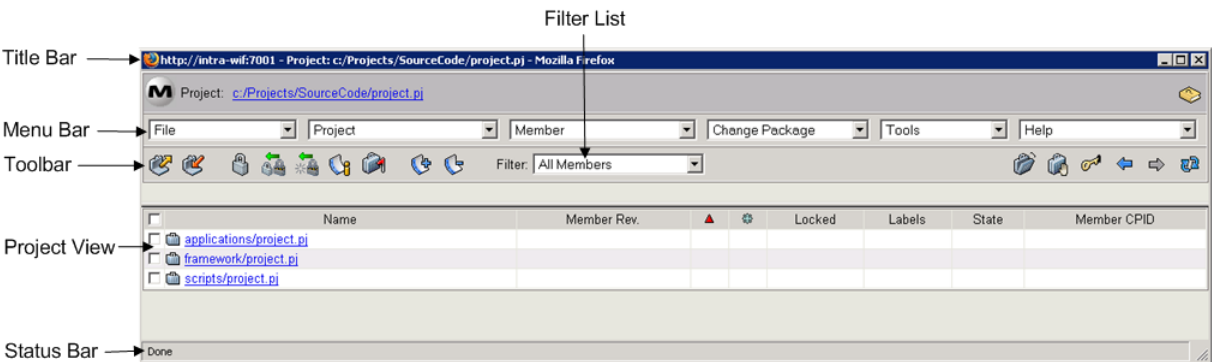 Filter List
Title Bar
http://intra-wif:7001 - Project: c:/Projects/SourceCode/project.pj - Mozilla Firefox
M Project: c:/Projects/SourceCode/project.pj
Menu Bar
File Project Member Change Package Tools Help
Toolbar
Filter: All Members
Name Member Rev. Locked Labels State Member CPID
Project View
applications/project.pj
framework/project.pj
scripts/project.pj
Status Bar
Done